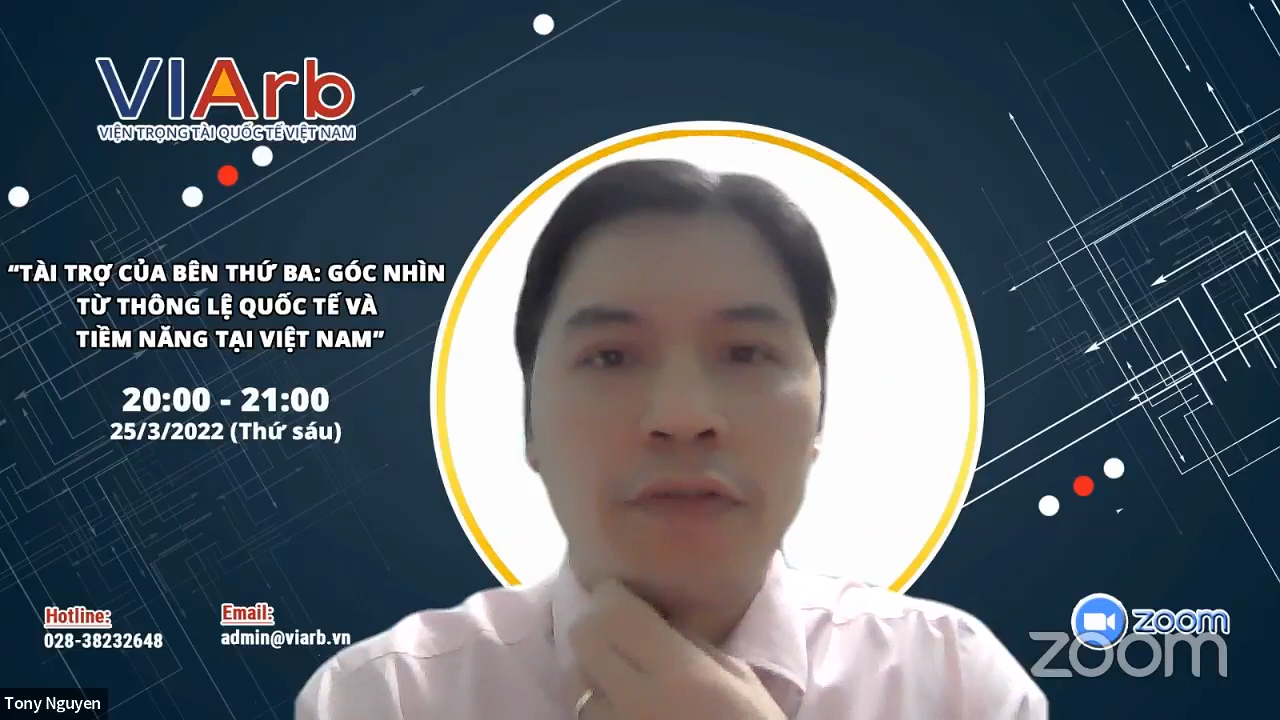 VIArb
VIỆN TRỌNG TÀI QUỐC TẾ VIỆT NAM
“TÀI TRỢ CỦA BÊN THỨ BA: GÓC NHÌN
TỪ THÔNG LỆ QUỐC TẾ VÀ
TIỀM NĂNG TẠI VIỆT NAM”
20:00 - 21:00
25/3/2022 (Thứ sáu)
Hotline:
028-38232648
Email:
admin@viarb.vn
zoom
zoom
Tony Nguyen